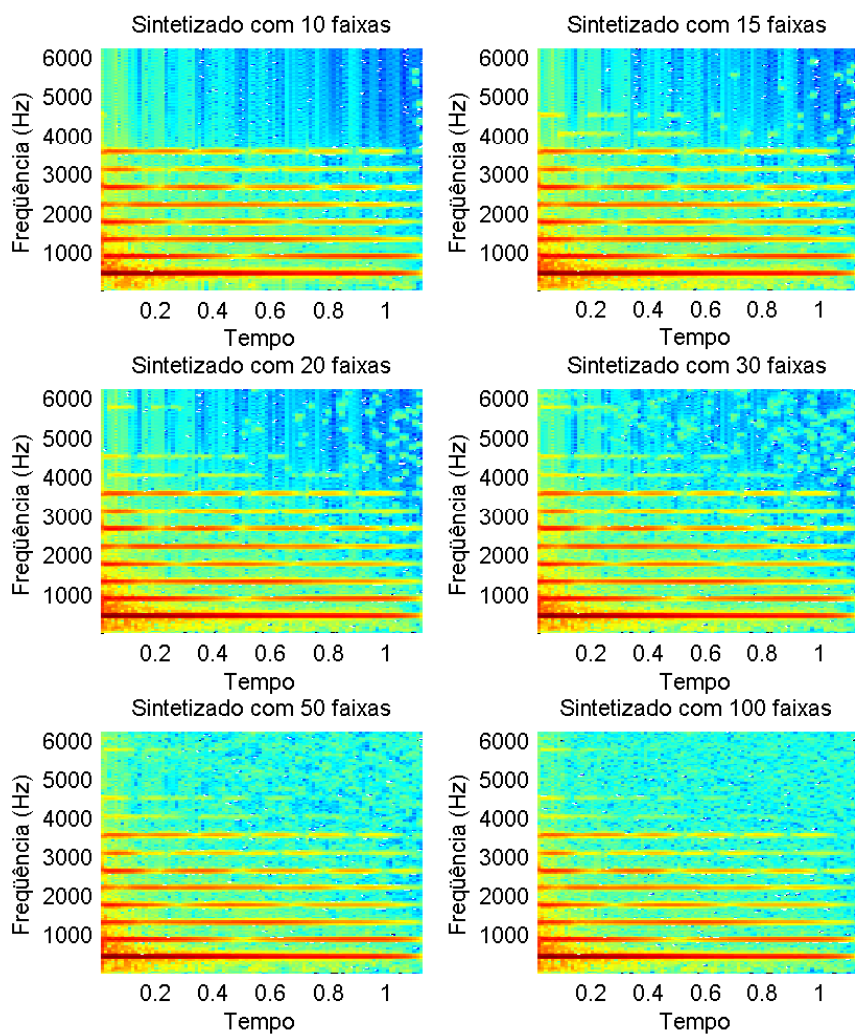 Sintetizado com 10 faixas
Freqüência (Hz)
6000
5000
4000
3000
2000
1000
0.2 0.4 0.6 0.8 1
Tempo
Sintetizado com 15 faixas
Freqüência (Hz)
6000
5000
4000
3000
2000
1000
0.2 0.4 0.6 0.8 1
Tempo
Sintetizado com 20 faixas
Freqüência (Hz)
6000
5000
4000
3000
2000
1000
0.2 0.4 0.6 0.8 1
Tempo
Sintetizado com 30 faixas
Freqüência (Hz)
6000
5000
4000
3000
2000
1000
0.2 0.4 0.6 0.8 1
Tempo
Sintetizado com 50 faixas
Freqüência (Hz)
6000
5000
4000
3000
2000
1000
0.2 0.4 0.6 0.8 1
Tempo
Sintetizado com 100 faixas
Freqüência (Hz)
6000
5000
4000
3000
2000
1000
0.2 0.4 0.6 0.8 1
Tempo